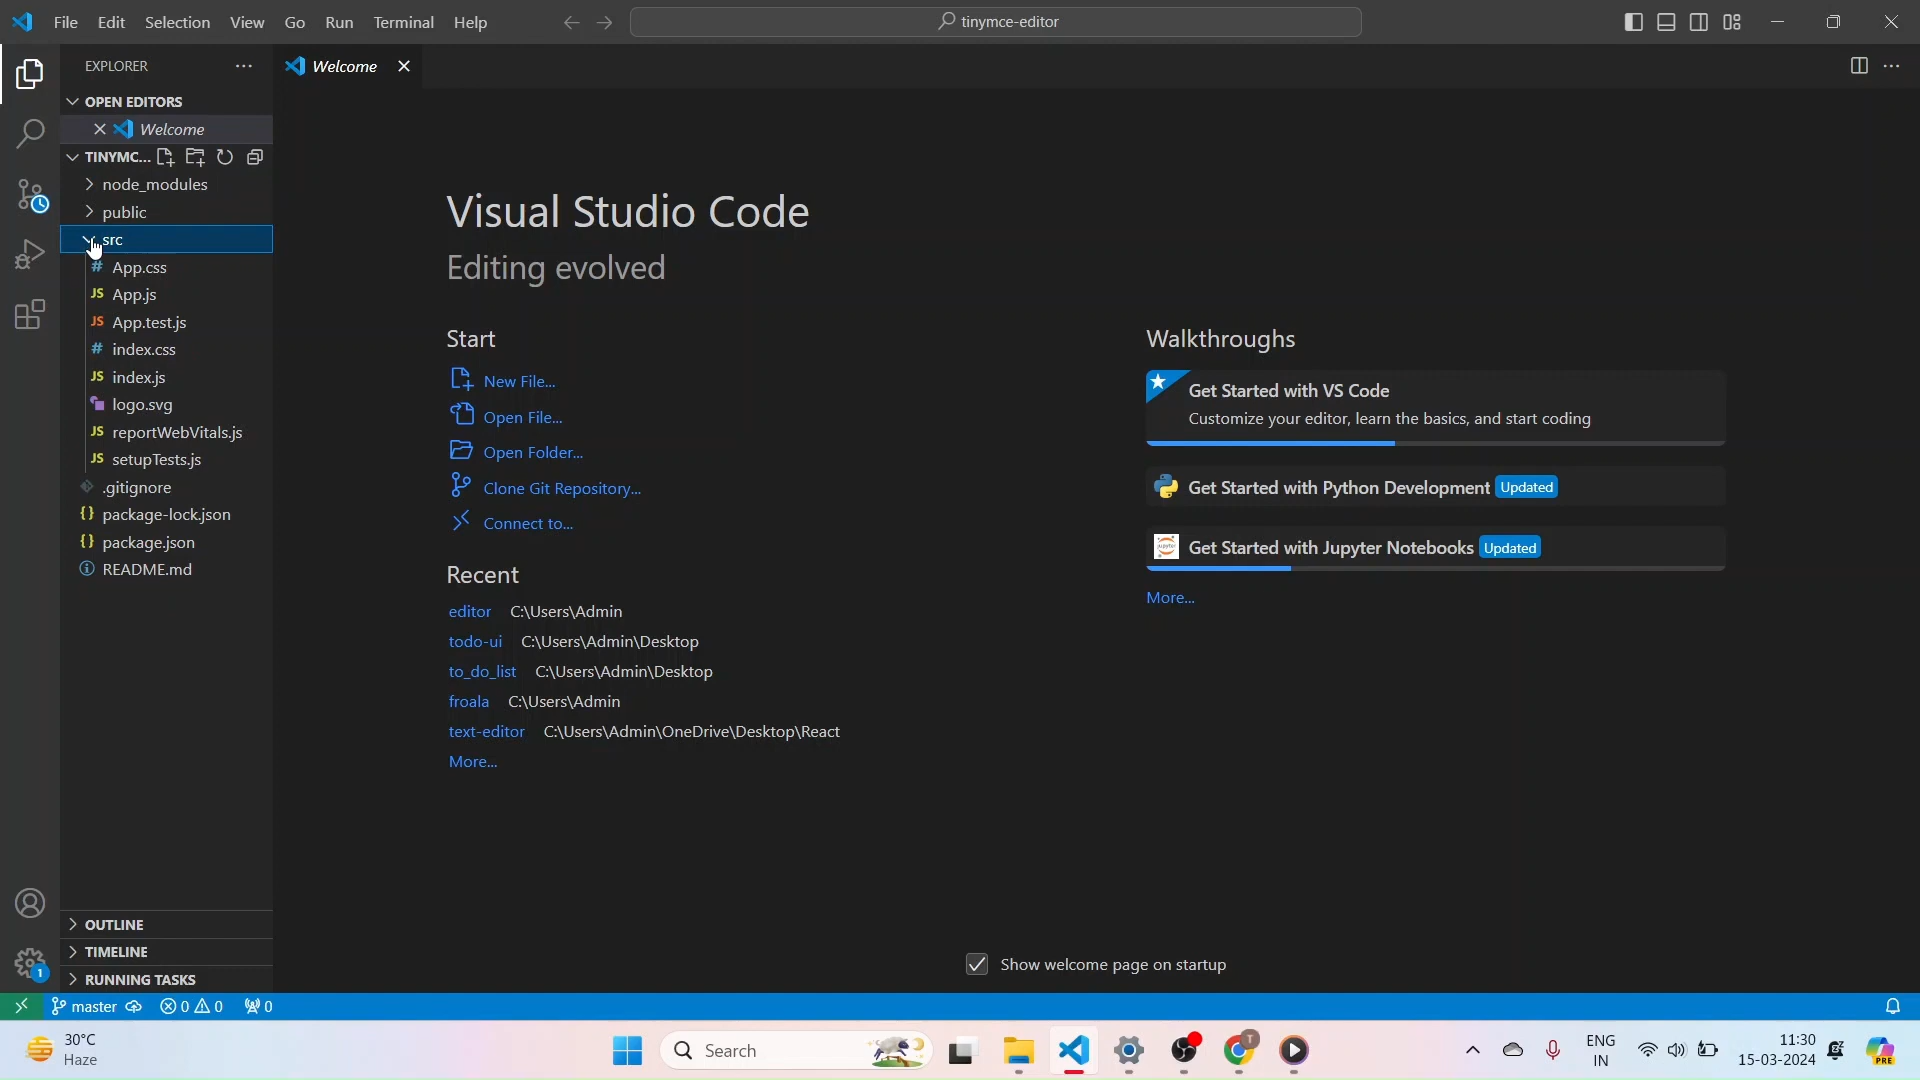 File Edit Selection View Go Run Terminal Help
tinymce-editor
EXPLORER
Welcome
OPEN EDITORS
Welcome
TINYMC...
node_modules
public
src
# App.css
JS App.js
JS App.test.js
# index.css
JS index.js
logo.svg
JS reportWebVitals.js
JS setupTests.js
.gitignore
{} package-lock.json
{} package.json
README.md
OUTLINE
TIMELINE
RUNNING TASKS
Visual Studio Code
Editing evolved
Start
New File...
Open File...
Open Folder...
Clone Git Repository...
Connect to...
Recent
editor C:\Users\Admin
todo-ui C:\Users\Admin\Desktop
to_do_list C:\Users\Admin\Desktop
froala C:\Users\Admin
text-editor C:\Users\Admin\OneDrive\Desktop\React
More...
Walkthroughs
Get Started with VS Code
Customize your editor, learn the basics, and start coding
Get Started with Python Development Updated
Get Started with Jupyter Notebooks Updated
More...
Show welcome page on startup
1
master 0 0 0
30°C
Haze
Search
T
ENG
IN
11:30
15-03-2024
PRE